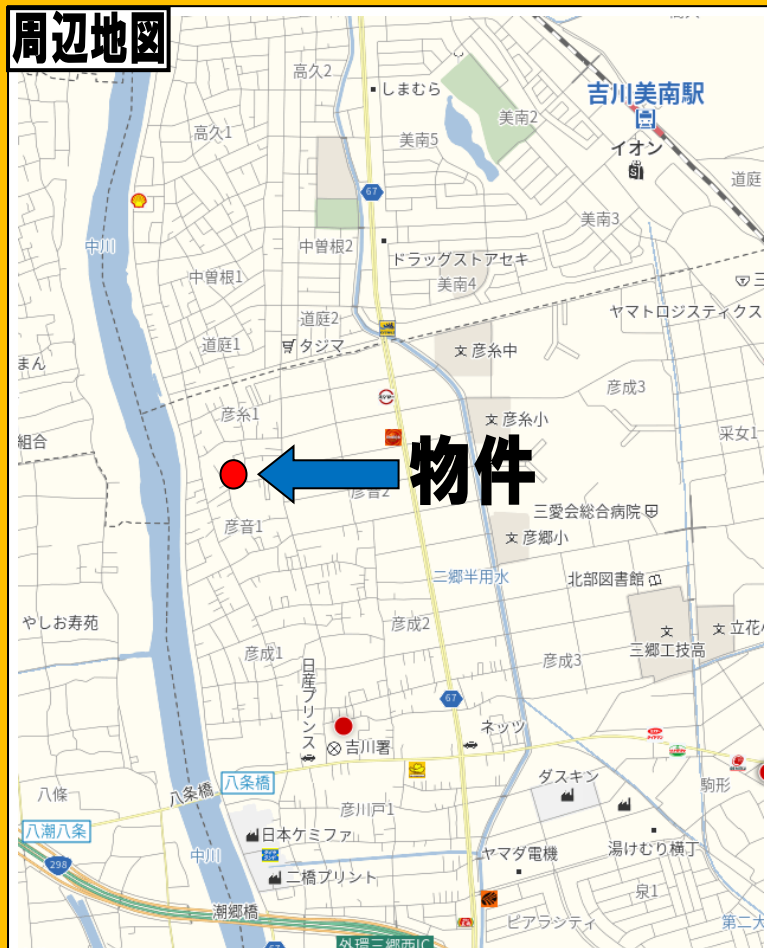 周辺地図
高久2
しまむら
吉川美南駅
美南2
イオン
高久1
美南5
道庭
67
美南3
中川
中曽根2
ドラッグストアセキ
中曽根1
美南4
ヤマトロジスティクス
道庭2
道庭1
タジマ
文 彦糸中
まん
彦成3
彦糸1
文 彦糸小
采女1
組合
物件
彦音2
三愛会総合病院
彦音1
文 彦郷小
二郷半用水
北部図書館
やしお寿苑
彦成2
文
三郷工技高
文 立花小
彦成1
彦成3
日産プリンス
67
ネッツ
吉川署
八条橋
八条橋
ダスキン
駒形
八條
彦川戸1
八潮八条
日本ケミファ
中川
ヤマダ電機
湯けむり横丁
298
二橋プリント
泉1
潮郷橋
ピアラシティ
第二大
外環三郷西IC
67